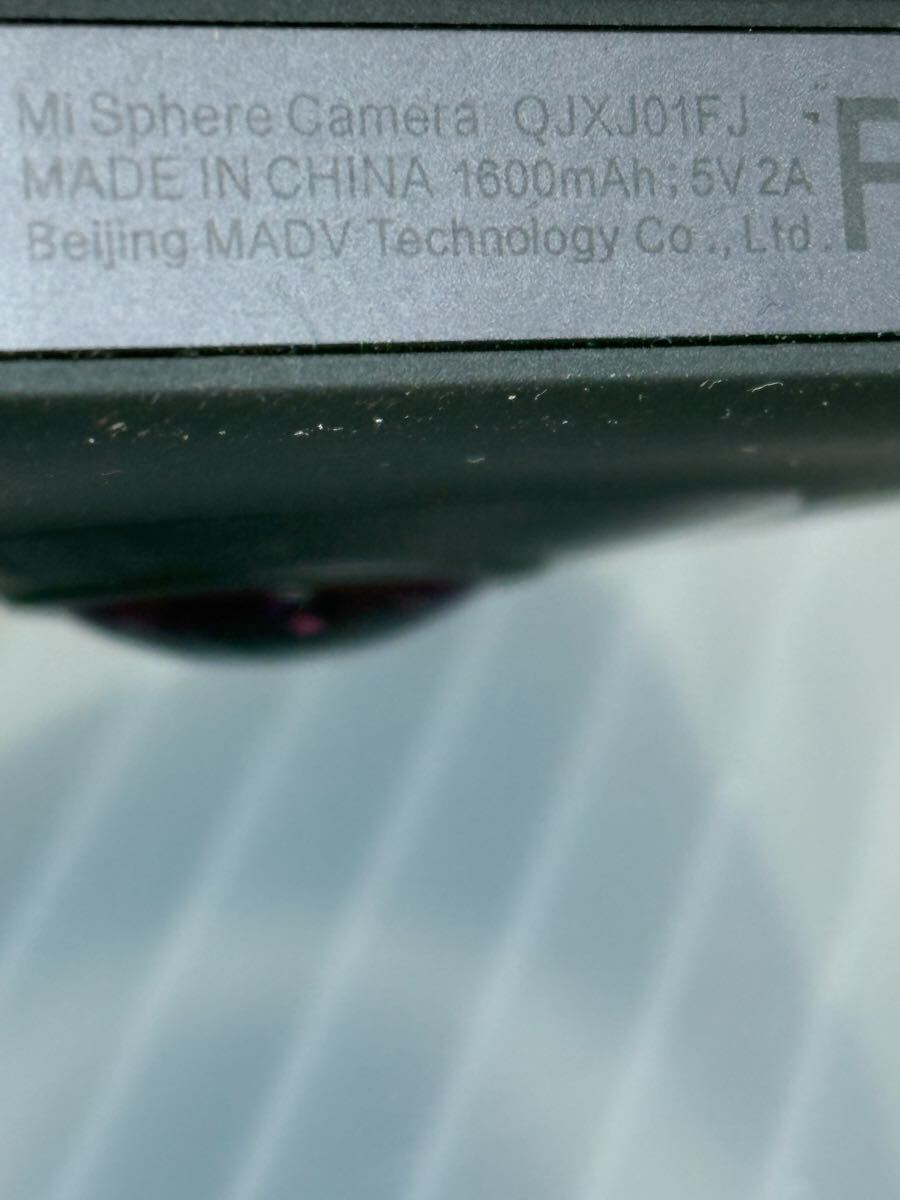 Mi Sphere Camera QJXJ01FJ
MADE IN CHINA 1600mAh; 5V 2A
Beijing MADV Technology Co., Ltd.
F